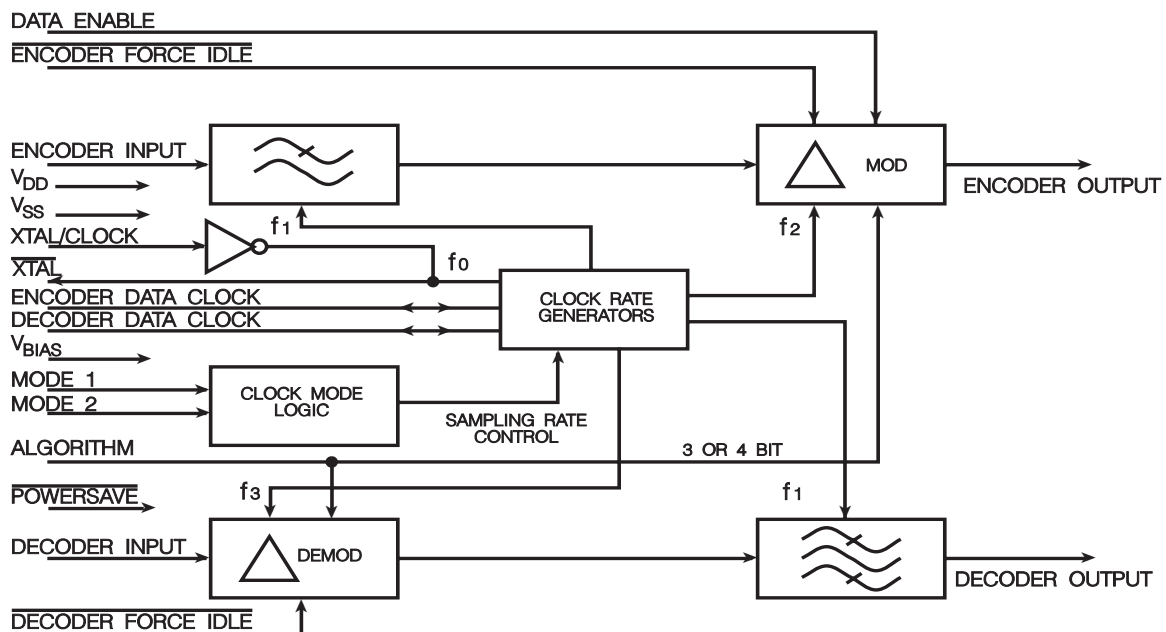 DATA ENABLE
ENCODER FORCE IDLE
ENCODER INPUT
MOD
ENCODER OUTPUT
VDD
VSS
XTAL/CLOCK
f1
f2
XTAL
f0
ENCODER DATA CLOCK
DECODER DATA CLOCK
CLOCK RATE
GENERATORS
VBIAS
MODE 1
MODE 2
CLOCK MODE
LOGIC
SAMPLING RATE
CONTROL
ALGORITHM
3 OR 4 BIT
POWERSAVE
f3
f1
DECODER INPUT
DEMOD
DECODER OUTPUT
DECODER FORCE IDLE